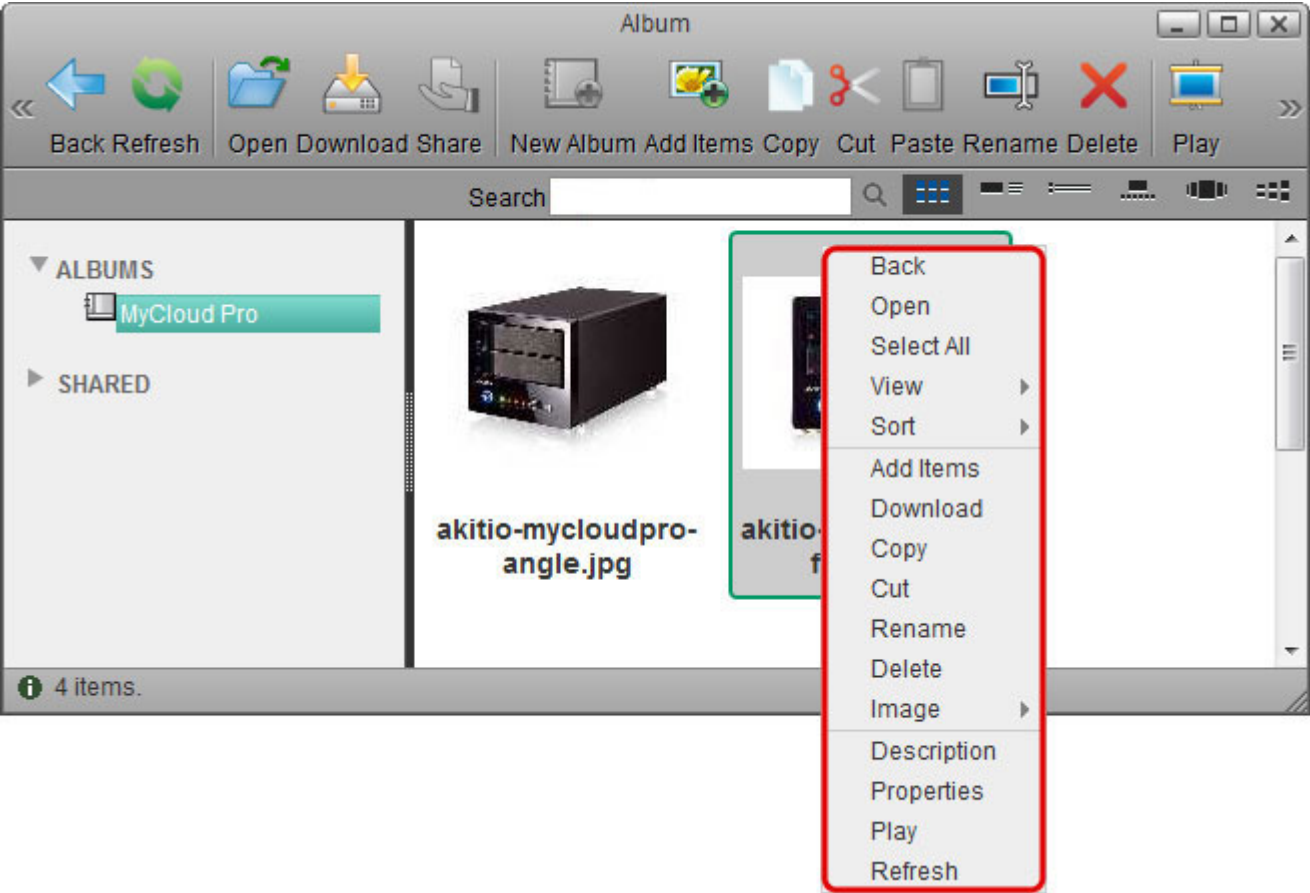 Album
Back Refresh Open Download Share New Album Add Items Copy Cut Paste Rename Delete Play
Search
ALBUMS
MyCloud Pro
SHARED
akitio-mycloudpro-
angle.jpg
akitio-
f
Back
Open
Select All
View
Sort
Add Items
Download
Copy
Cut
Rename
Delete
Image
Description
Properties
Play
Refresh
4 items.